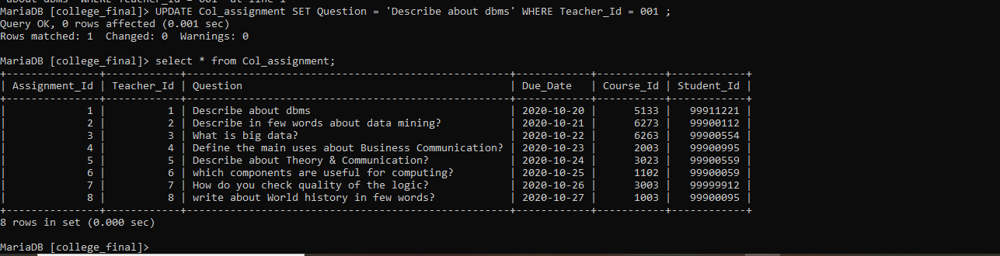 about dbms' WHERE Teacher_Id = 001' at line 1
MariaDB [college_final]> UPDATE Col_assignment SET Question = 'Describe about dbms' WHERE Teacher_Id = 001 ;
Query OK, 0 rows affected (0.001 sec)
Rows matched: 1  Changed: 0  Warnings: 0
MariaDB [college_final]> select * from Col_assignment;
+---------------+------------+----------------------------------------------------+------------+-----------+------------+
| Assignment_Id | Teacher_Id | Question                                           | Due_Date   | Course_Id | Student_Id |
+---------------+------------+----------------------------------------------------+------------+-----------+------------+
|             1 |          1 | Describe about dbms                                | 2020-10-20 |      5133 |   99911221 |
|             2 |          2 | Describe in few words about data mining?           | 2020-10-21 |      6273 |   99900112 |
|             3 |          3 | What is big data?                                  | 2020-10-22 |      6263 |   99900554 |
|             4 |          4 | Define the main uses about Business Communication? | 2020-10-23 |      2003 |   99900995 |
|             5 |          5 | Describe about Theory & Communication?             | 2020-10-24 |      3023 |   99900559 |
|             6 |          6 | which components are useful for computing?         | 2020-10-25 |      1102 |   99900059 |
|             7 |          7 | How do you check quality of the logic?             | 2020-10-26 |      3003 |   99999912 |
|             8 |          8 | write about World history in few words?            | 2020-10-27 |      1003 |   99900095 |
+---------------+------------+----------------------------------------------------+------------+-----------+------------+
8 rows in set (0.000 sec)
MariaDB [college_final]>